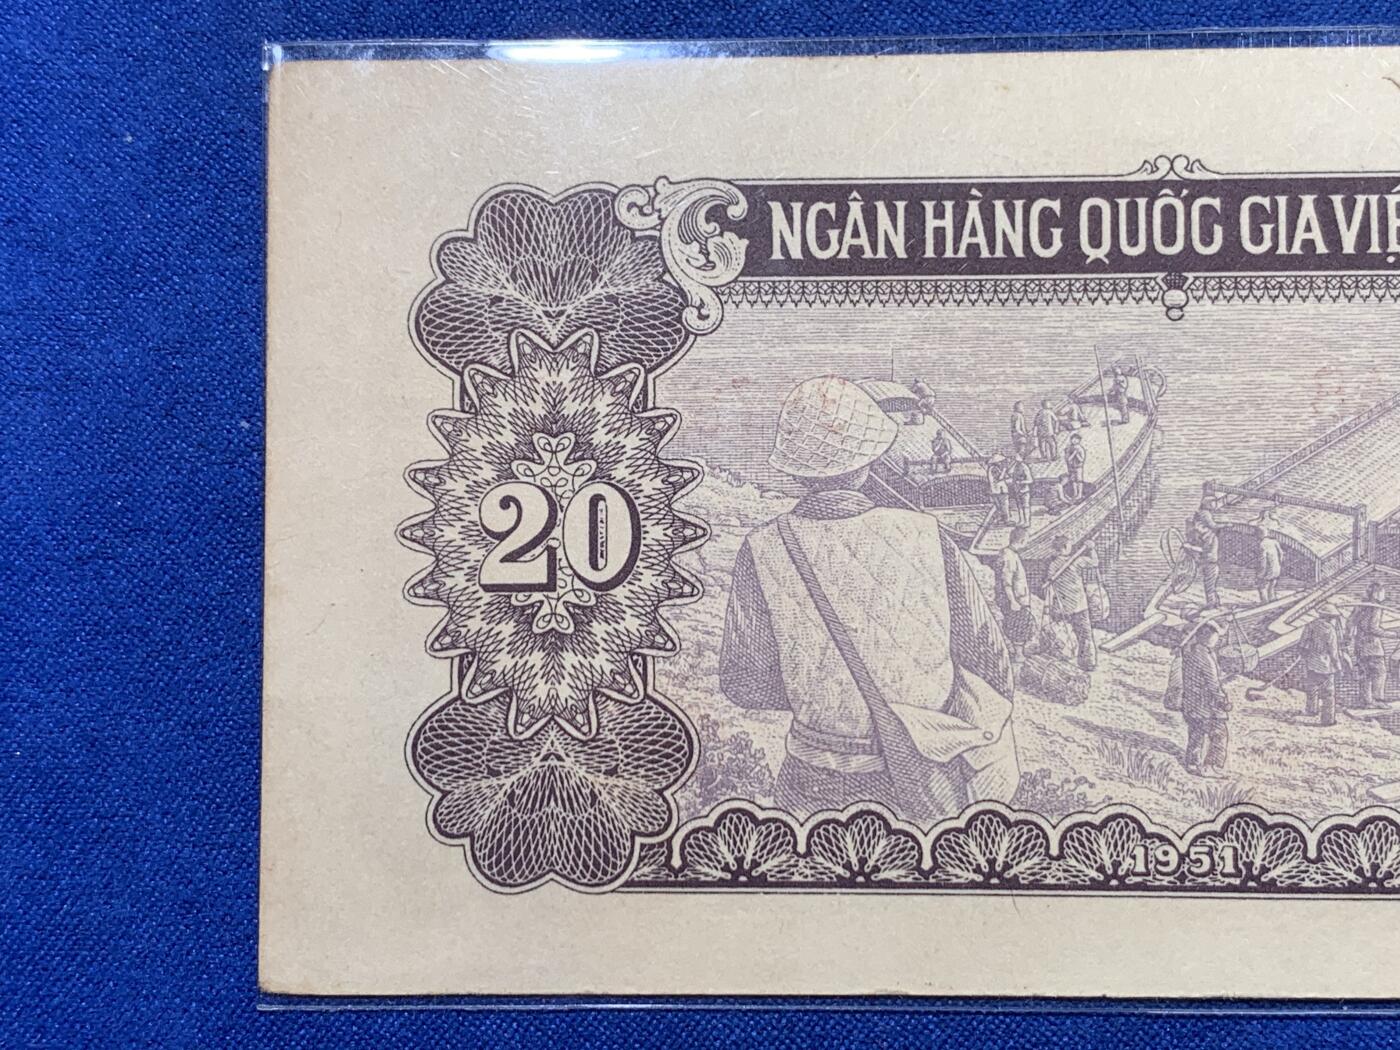 NGÂN HÀNG QUỐC GIA VIỆ
20
1951